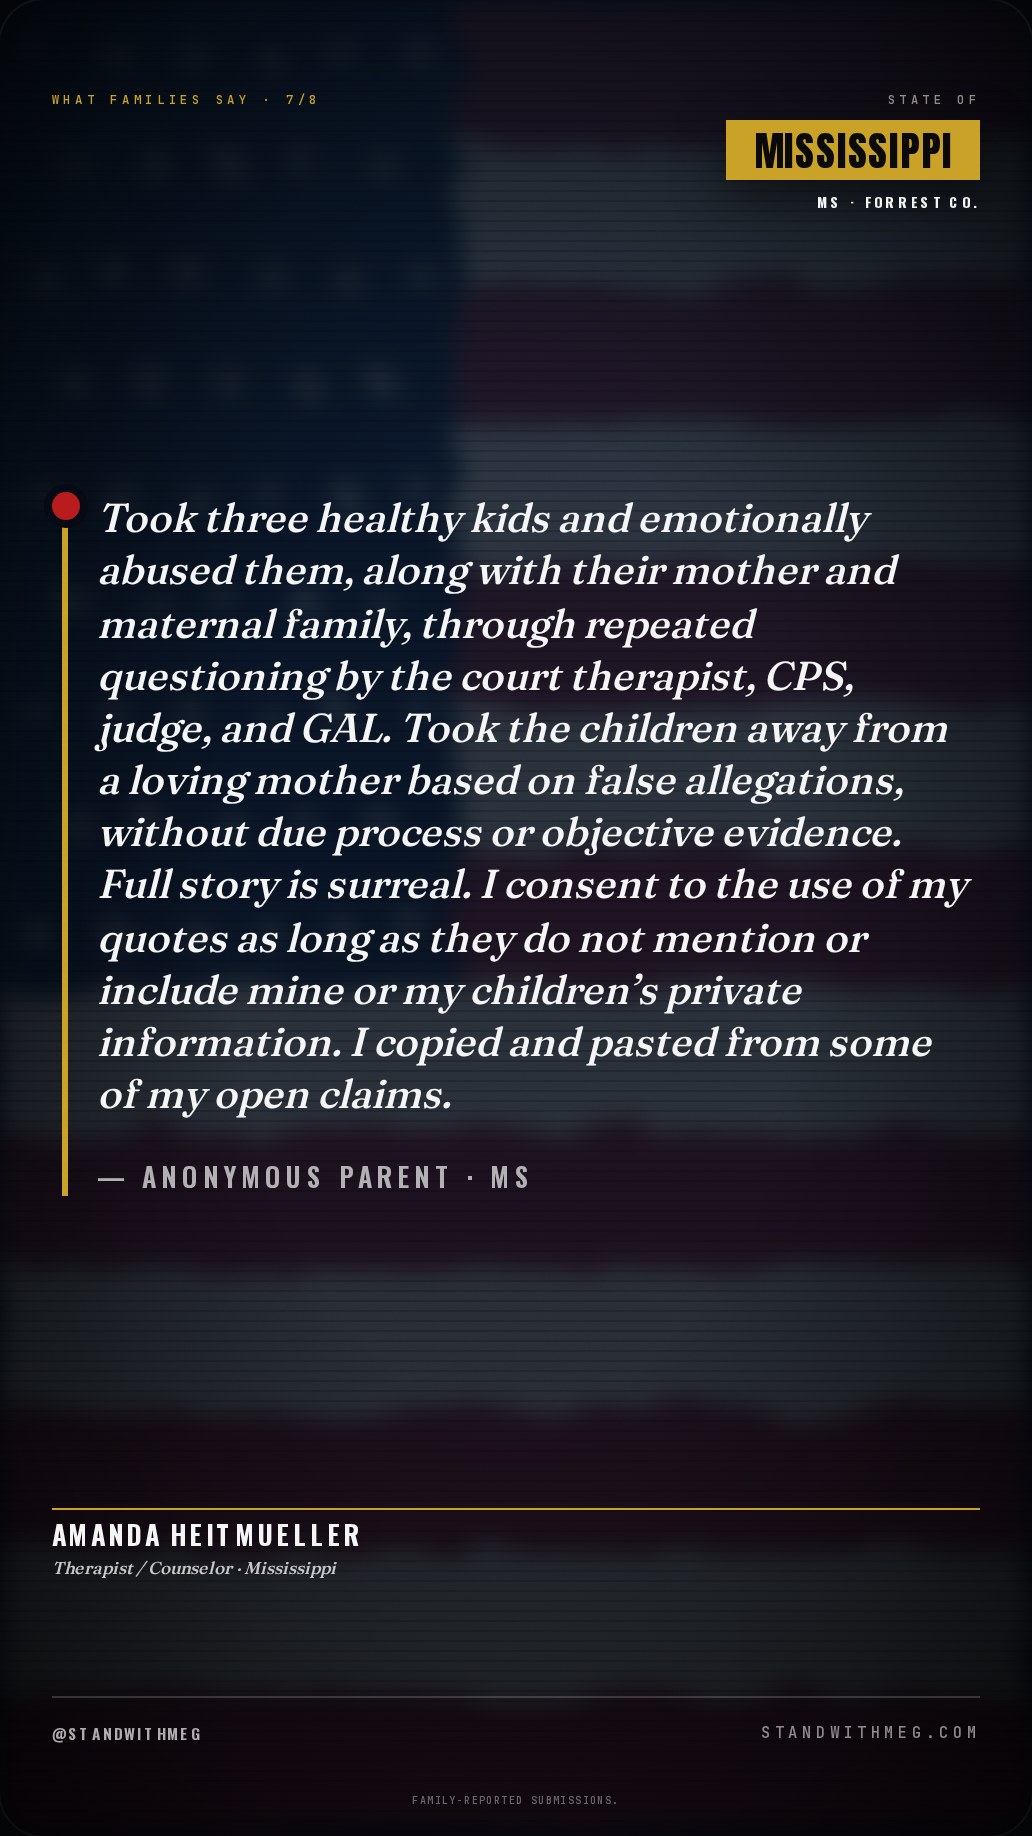 WHAT FAMILIES SAY · 7/8
STATE OF
MISSISSIPPI
MS · FORREST CO.
Took three healthy kids and emotionally
abused them, along with their mother and
maternal family, through repeated
questioning by the court therapist, CPS,
judge, and GAL. Took the children away from
a loving mother based on false allegations,
without due process or objective evidence.
Full story is surreal. I consent to the use of my
quotes as long as they do not mention or
include mine or my children’s private
information. I copied and pasted from some
of my open claims.
— ANONYMOUS PARENT · MS
AMANDA HEITMUELLER
Therapist / Counselor · Mississippi
@STANDWITHMEG
STANDWITHMEG.COM
FAMILY-REPORTED SUBMISSIONS.